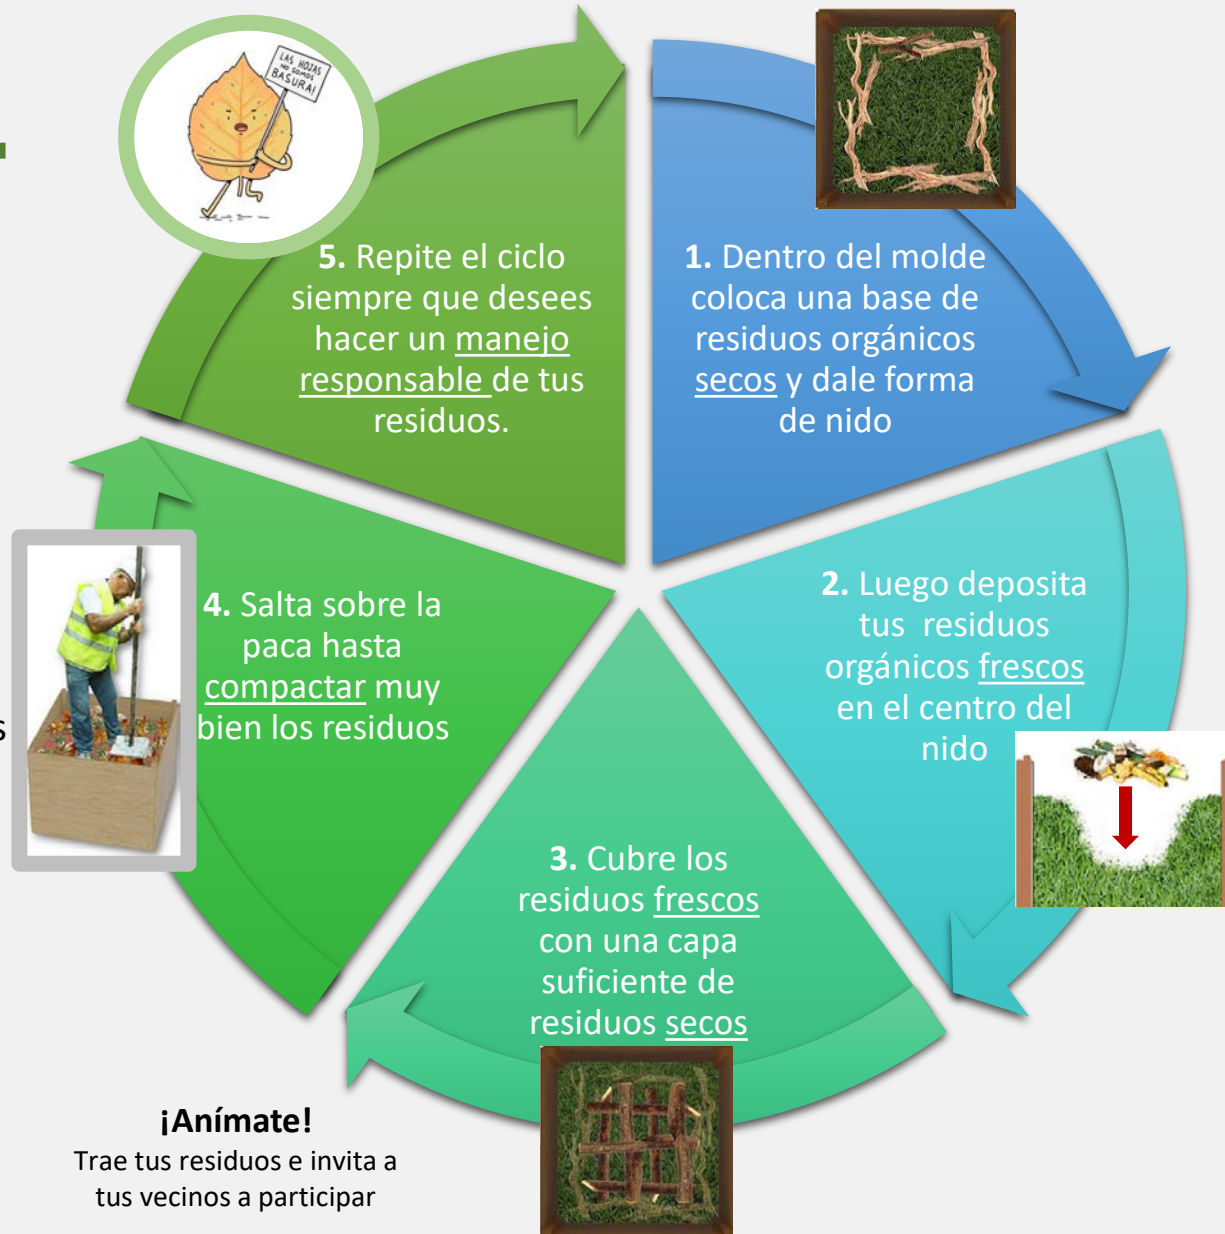 LAS HOJAS
NO SOMOS
BASURA!
1. Dentro del molde
coloca una base de
residuos orgánicos
secos y dale forma
de nido
2. Luego deposita
tus residuos
orgánicos frescos
en el centro del
nido
3. Cubre los
residuos frescos
con una capa
suficiente de
residuos secos
4. Salta sobre la
paca hasta
compactar muy
bien los residuos
5. Repite el ciclo
siempre que desees
hacer un manejo
responsable de tus
residuos.
s
¡Anímate!
Trae tus residuos e invita a
tus vecinos a participar